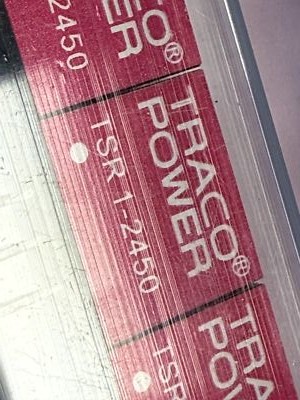 CO®
ER
-2450
TRACO®
POWER
TSR 1-2450
TRA
POW
TSR